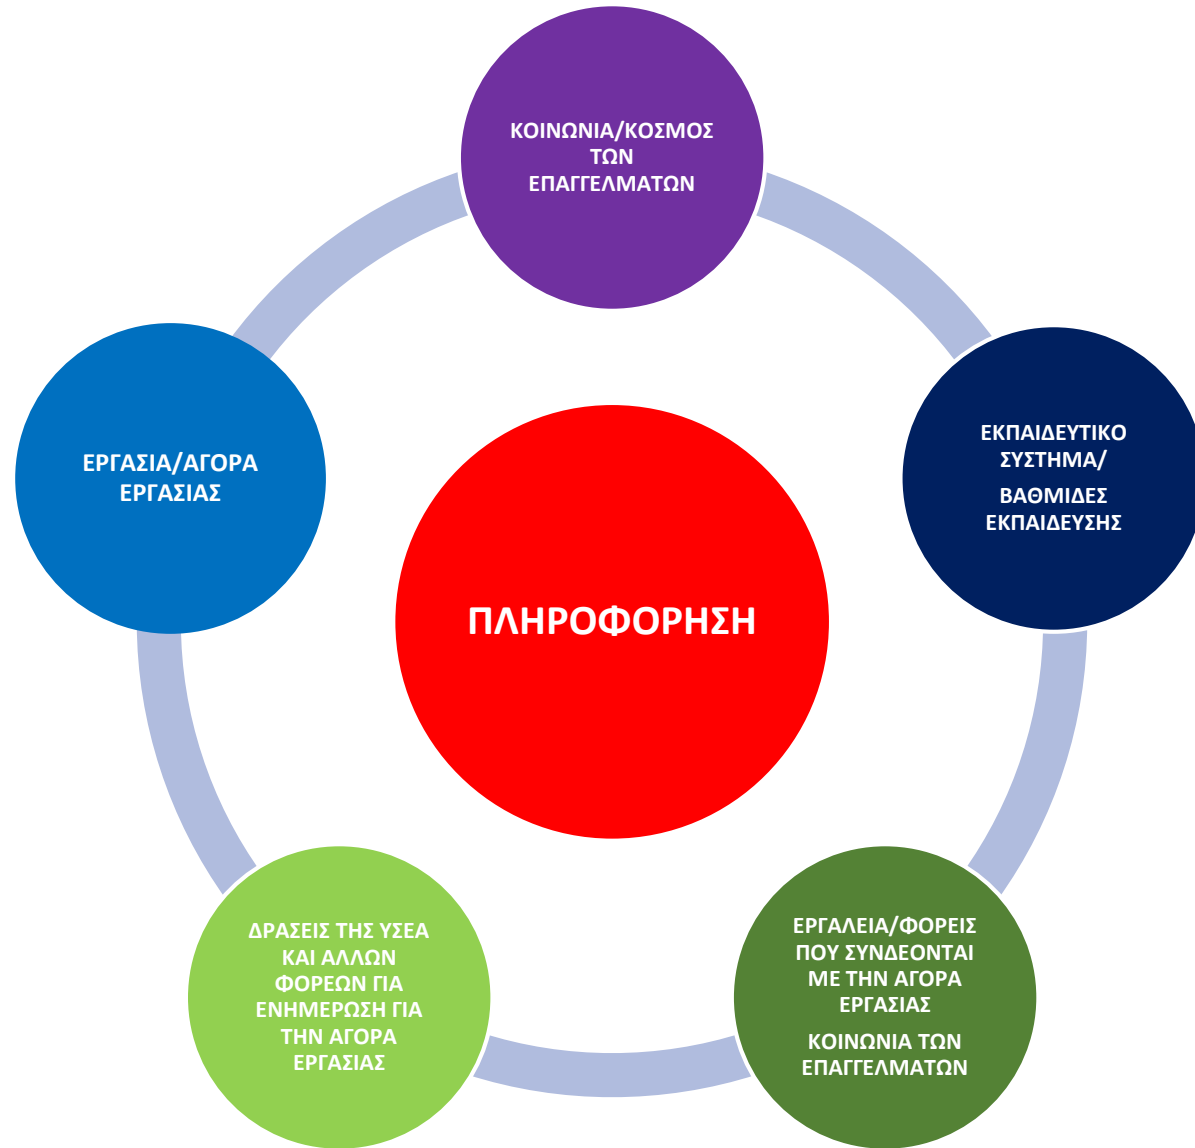 ΚΟΙΝΩΝΙΑ/ΚΟΣΜΟΣ
ΤΩΝ
ΕΠΑΓΓΕΛΜΑΤΩΝ
ΕΚΠΑΙΔΕΥΤΙΚΟ
ΣΥΣΤΗΜΑ/
ΒΑΘΜΙΔΕΣ
ΕΚΠΑΙΔΕΥΣΗΣ
ΕΡΓΑΣΙΑ/ΑΓΟΡΑ
ΕΡΓΑΣΙΑΣ
ΠΛΗΡΟΦΟΡΗΣΗ
ΕΡΓΑΛΕΙΑ/ΦΟΡΕΙΣ
ΠΟΥ ΣΥΝΔΕΟΝΤΑΙ
ΜΕ ΤΗΝ ΑΓΟΡΑ
ΕΡΓΑΣΙΑΣ
ΚΟΙΝΩΝΙΑ ΤΩΝ
ΕΠΑΓΓΕΛΜΑΤΩΝ
ΔΡΑΣΕΙΣ ΤΗΣ ΥΣΕΑ
ΚΑΙ ΑΛΛΩΝ
ΦΟΡΕΩΝ ΓΙΑ
ΕΝΗΜΕΡΩΣΗ ΓΙΑ
ΤΗΝ ΑΓΟΡΑ
ΕΡΓΑΣΙΑΣ